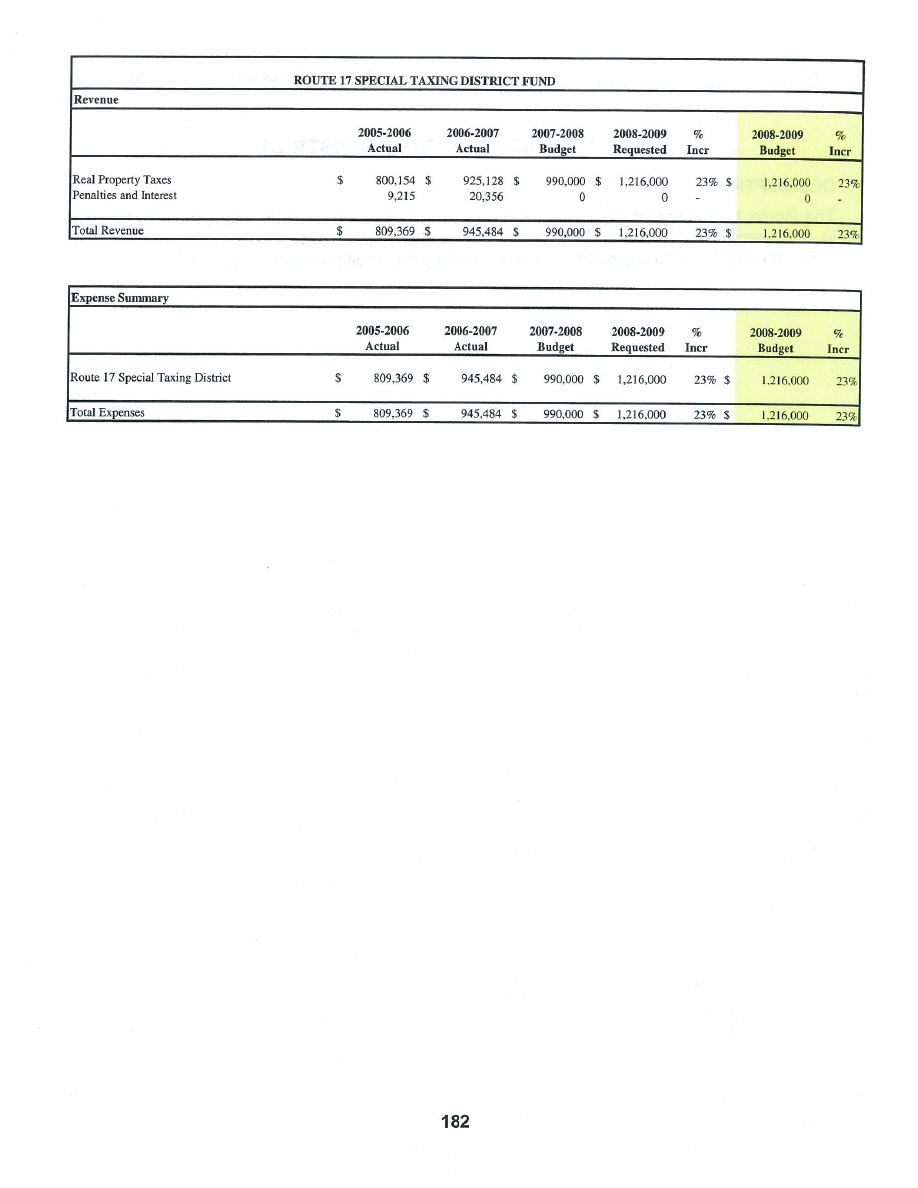 ROUTE 17 SPECIAL TAXING DISTRICT FUND
Revenue
2005-2006 2006-2007 2007-2008 2008-2009 % 2008-2009 %
Actual Actual Budget Requested Incr Budget Incr
Real Property Taxes $ 800,154 $ 925,128 $ 990,000 $ 1,216,000 23% $ 1,216,000 23%
Penalties and Interest 9,215 20,356 0 0 - 0 -
Total Revenue $ 809,369 $ 945,484 $ 990,000 $ 1,216,000 23% $ 1,216,000 23%
Expense Summary
2005-2006 2006-2007 2007-2008 2008-2009 % 2008-2009 %
Actual Actual Budget Requested Incr Budget Incr
Route 17 Special Taxing District $ 809,369 $ 945,484 $ 990,000 $ 1,216,000 23% $ 1,216,000 23%
Total Expenses $ 809,369 $ 945,484 $ 990,000 $ 1,216,000 23% $ 1,216,000 23%
182